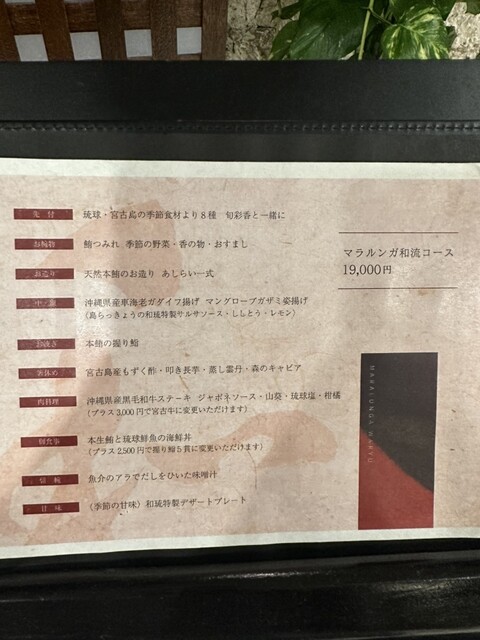 先付 琉球・宮古島の季節食材より8種 旬彩香と一緒に
お椀物 鮪つみれ 季節の野菜・香の物・おすまし
お造り 天然本鮪のお造り あしらい一式
沖縄県産車海老カダイフ揚げ マングローブガザミ姿揚げ
(島らっきょうの和琉特製サルサソース・ししとう・レモン)
本鮪の握り鮨
箸休め 宮古島産もずく酢・叩き長芋・蒸し雲丹・森のキャビア
肉料理 沖縄県産黒毛和牛ステーキ ジャポネソース・山葵・琉球塩・柑橘
(プラス3,000円で宮古牛に変更いただけます)
御食事 本生鮪と琉球鮮魚の海鮮丼
(プラス2,500円で握り鮨5貫に変更いただけます)
留椀 魚介のアラでだしをひいた味噌汁
甘味 〈季節の甘味〉和琉特製デザートプレート
マラルンガ和流コース
19,000円
MARALUNGA WARYU